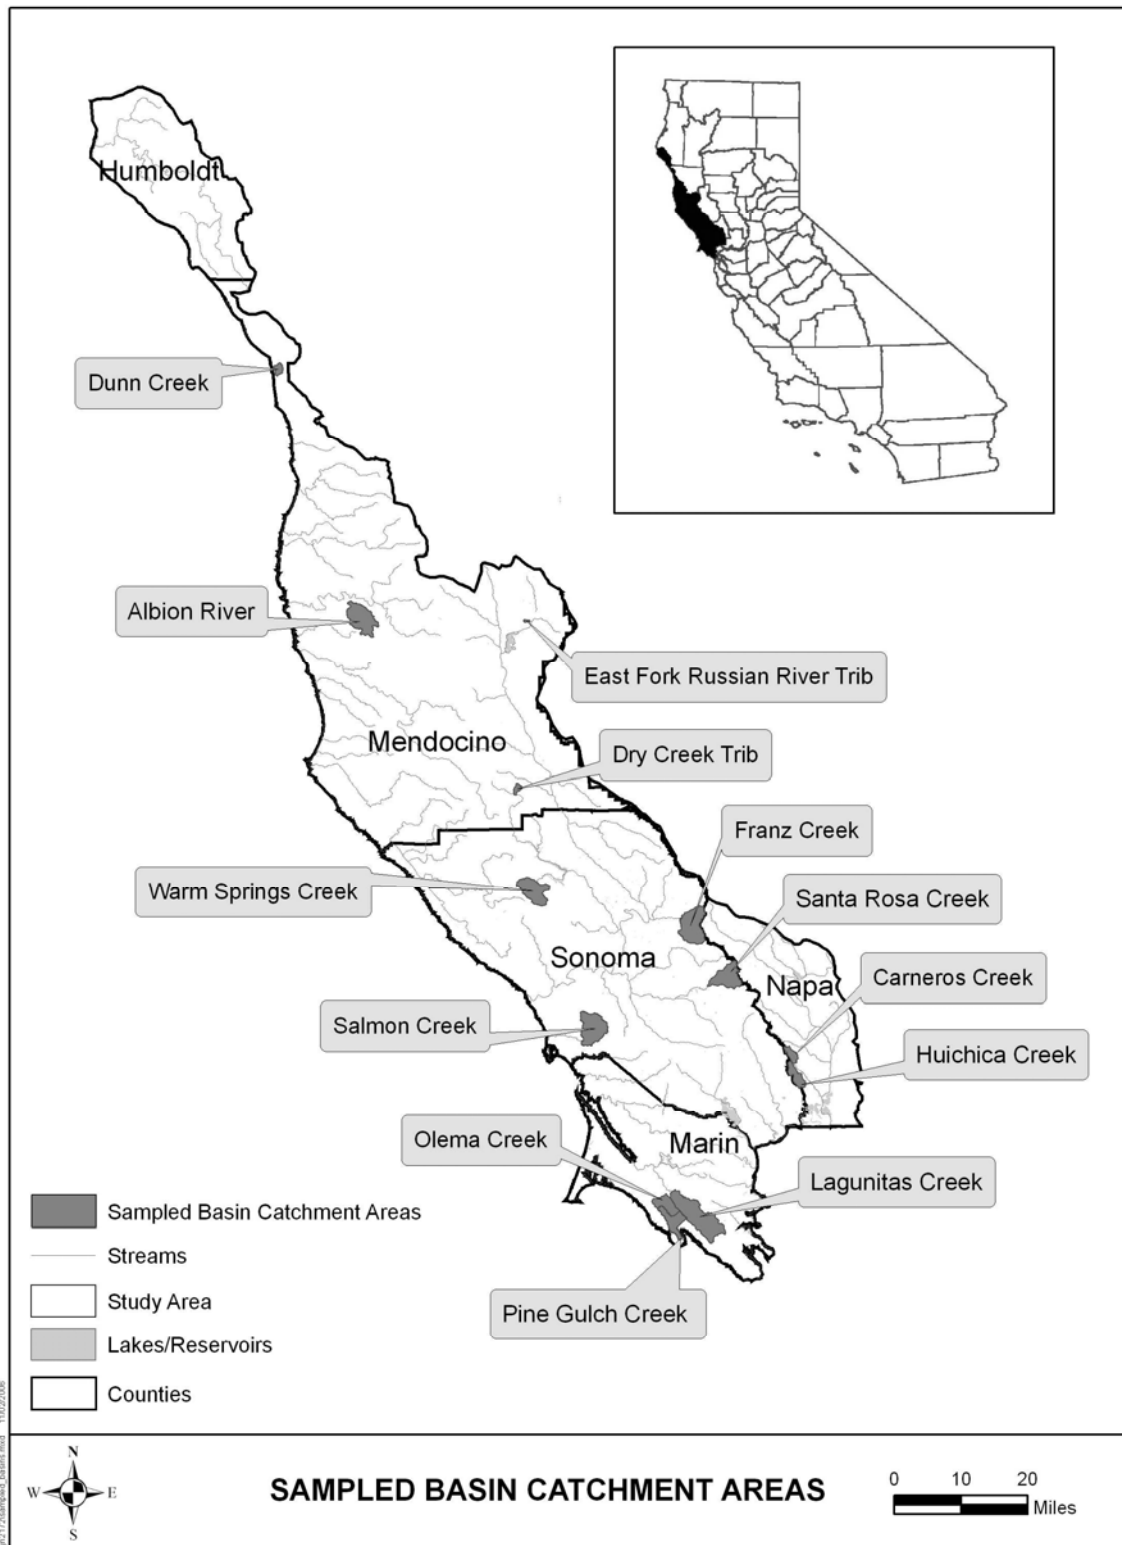 Humboldt
Dunn Creek
Albion River
East Fork Russian River Trib
Mendocino
Dry Creek Trib
Franz Creek
Warm Springs Creek
Santa Rosa Creek
Sonoma
Napa
Carneros Creek
Salmon Creek
Huichica Creek
Olema Creek
Marin
Lagunitas Creek
Pine Gulch Creek
Sampled Basin Catchment Areas
Streams
Study Area
Lakes/Reservoirs
Counties
N
W E
S
SAMPLED BASIN CATCHMENT AREAS
0 10 20
Miles